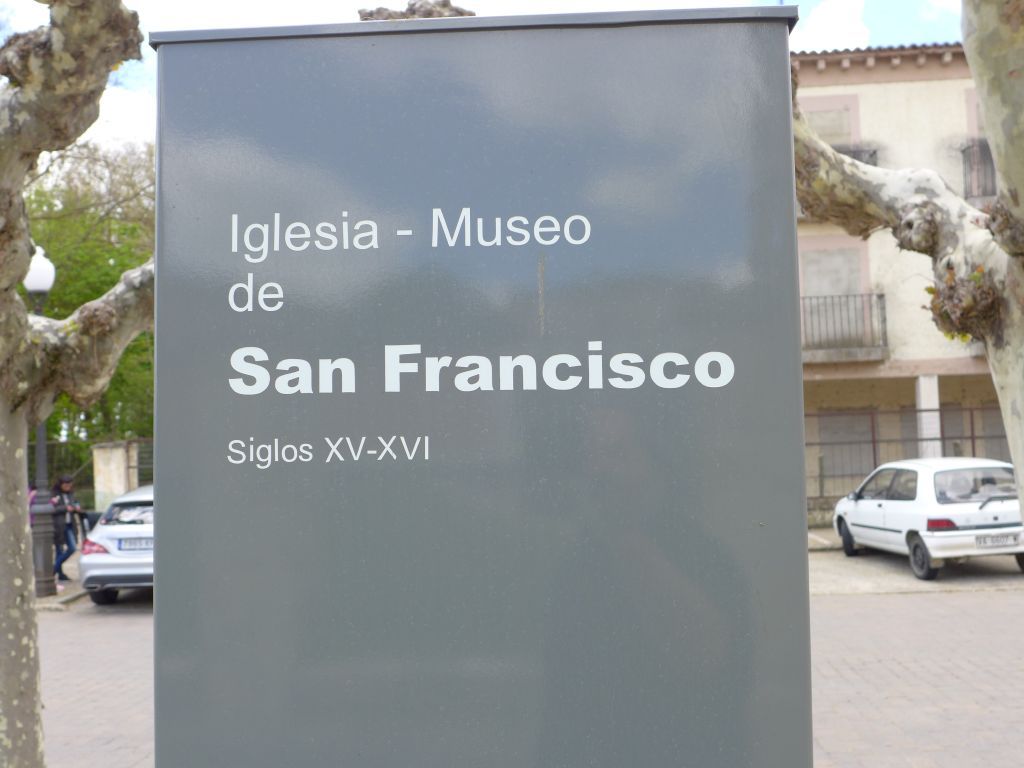 Iglesia - Museo
de
San Francisco
Siglos XV-XVI